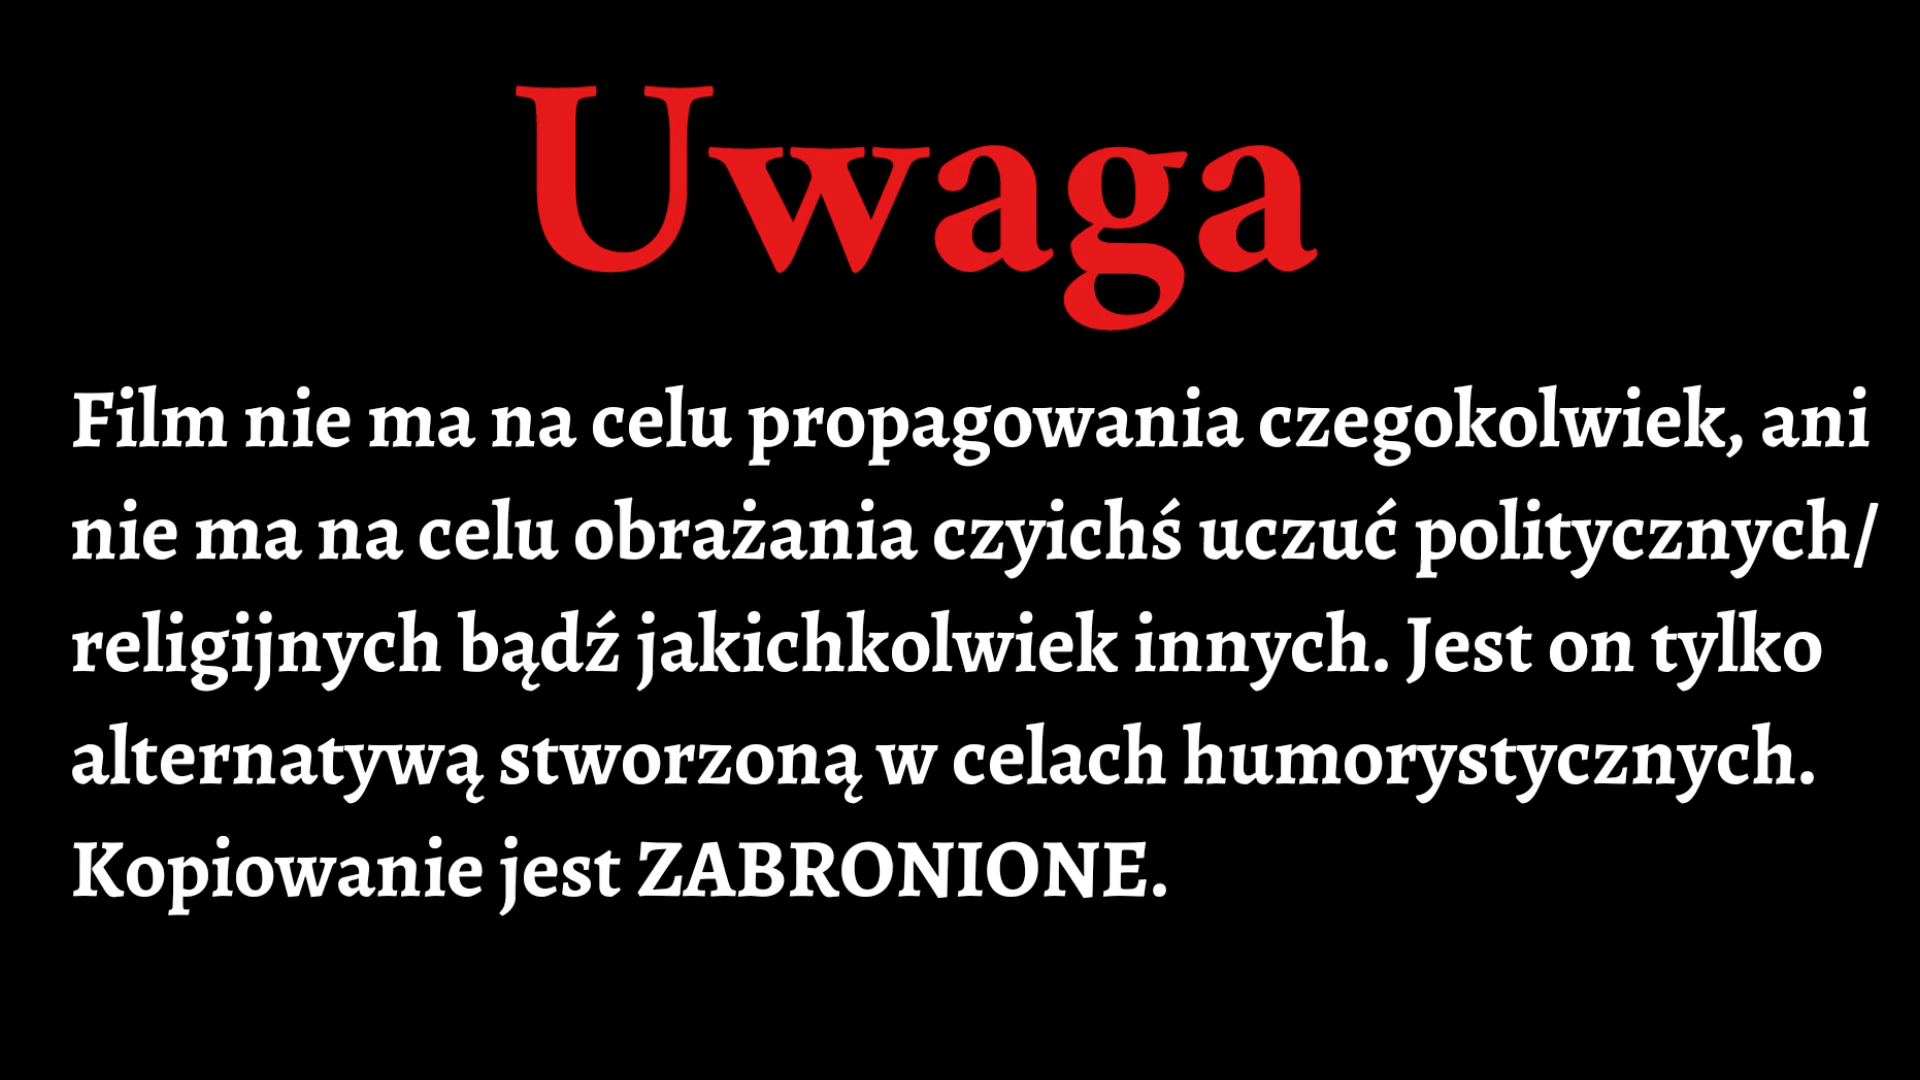 Uwaga
Film nie ma na celu propagowania czegokolwiek, ani
nie ma na celu obrażania czyichś uczuć politycznych/
religijnych bądź jakichkolwiek innych. Jest on tylko
alternatywą stworzoną w celach humorystycznych.
Kopiowanie jest ZABRONIONE.